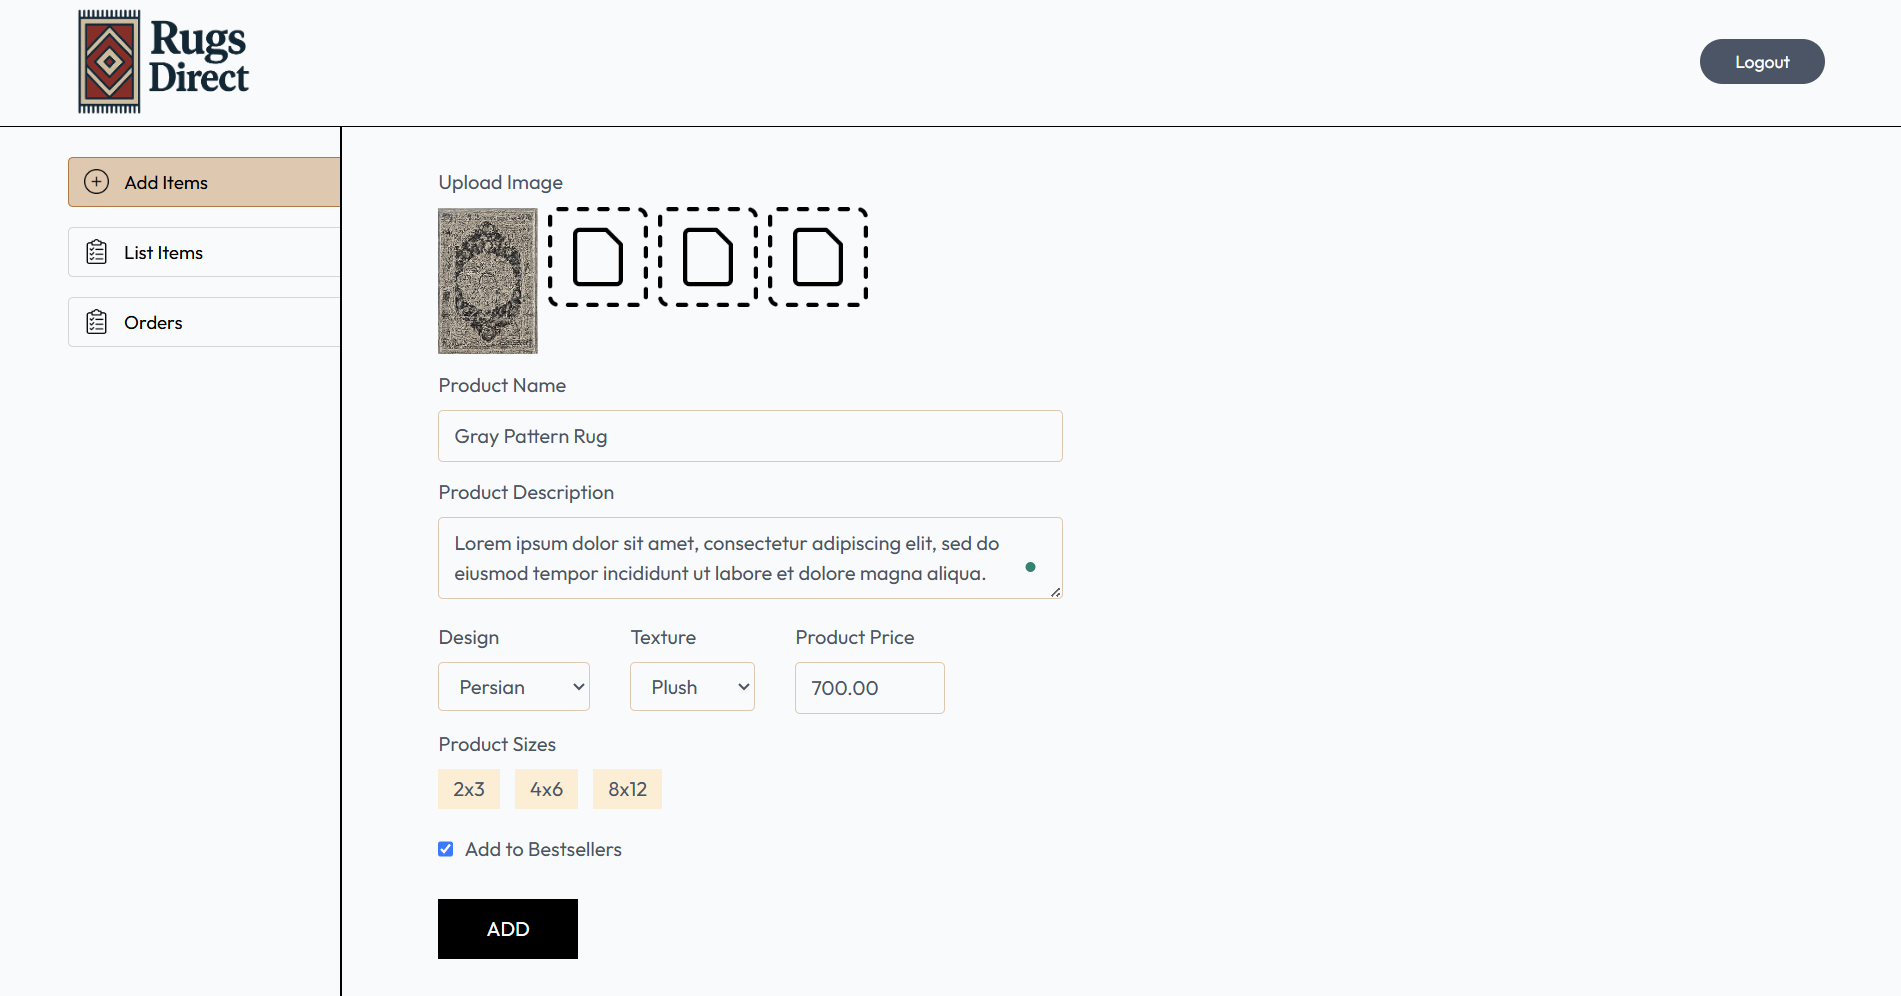 Rugs
Direct
Logout
Add Items
List Items
Orders
Upload Image
Product Name
Gray Pattern Rug
Product Description
Lorem ipsum dolor sit amet, consectetur adipiscing elit, sed do
eiusmod tempor incididunt ut labore et dolore magna aliqua.
Design
Texture
Product Price
Persian
Plush
700.00
Product Sizes
2x3
4x6
8x12
Add to Bestsellers
ADD